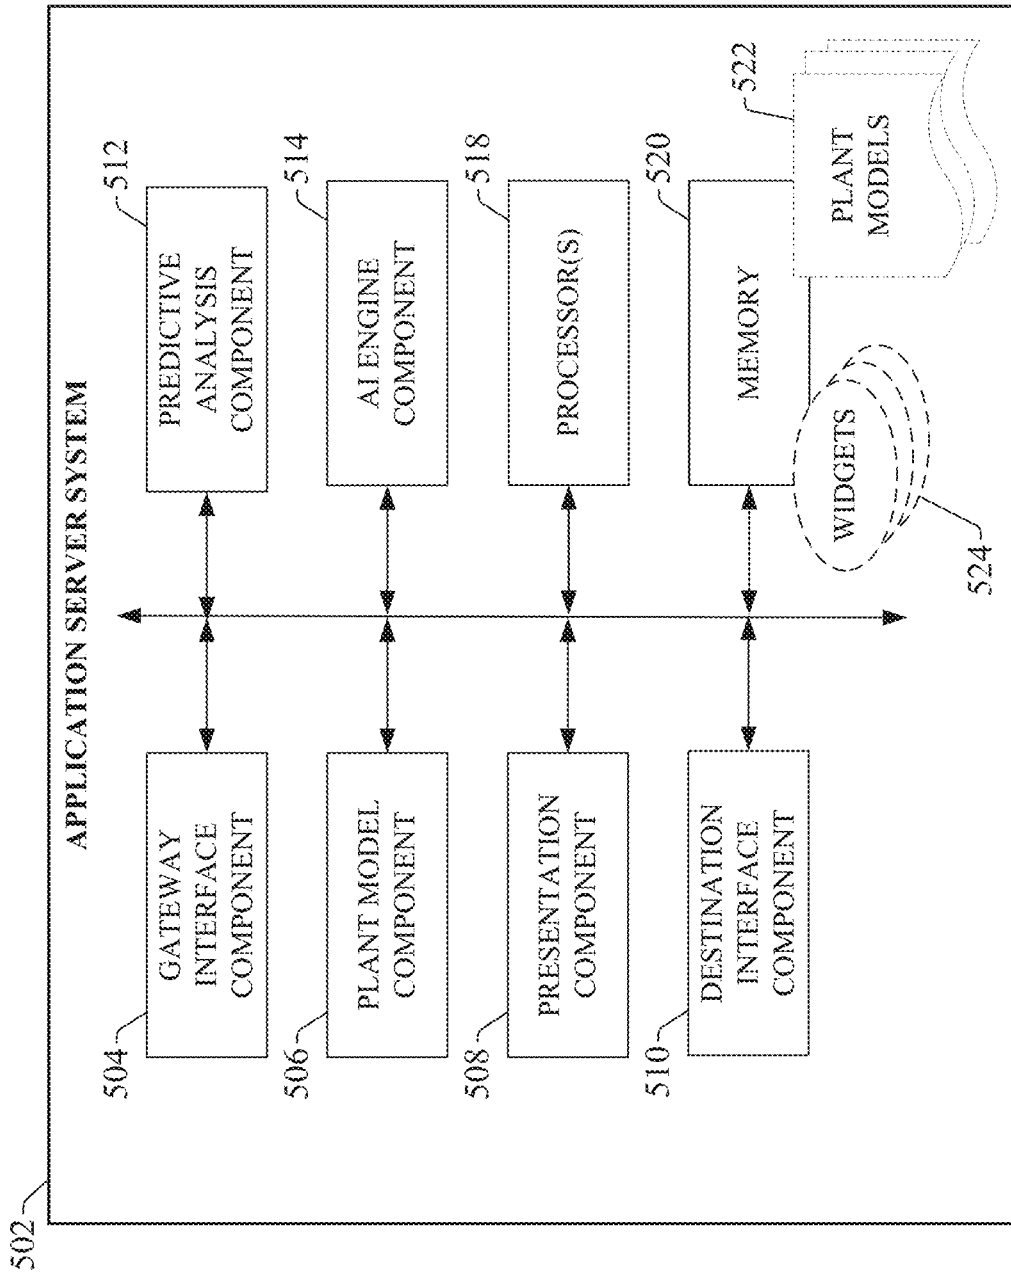 502
APPLICATION SERVER SYSTEM
504
GATEWAY
INTERFACE
COMPONENT
506
PLANT MODEL
COMPONENT
508
PRESENTATION
COMPONENT
510
DESTINATION
INTERFACE
COMPONENT
512
PREDICTIVE
ANALYSIS
COMPONENT
514
AI ENGINE
COMPONENT
518
PROCESSOR(S)
520
MEMORY
WIDGETS
524
522
PLANT
MODELS